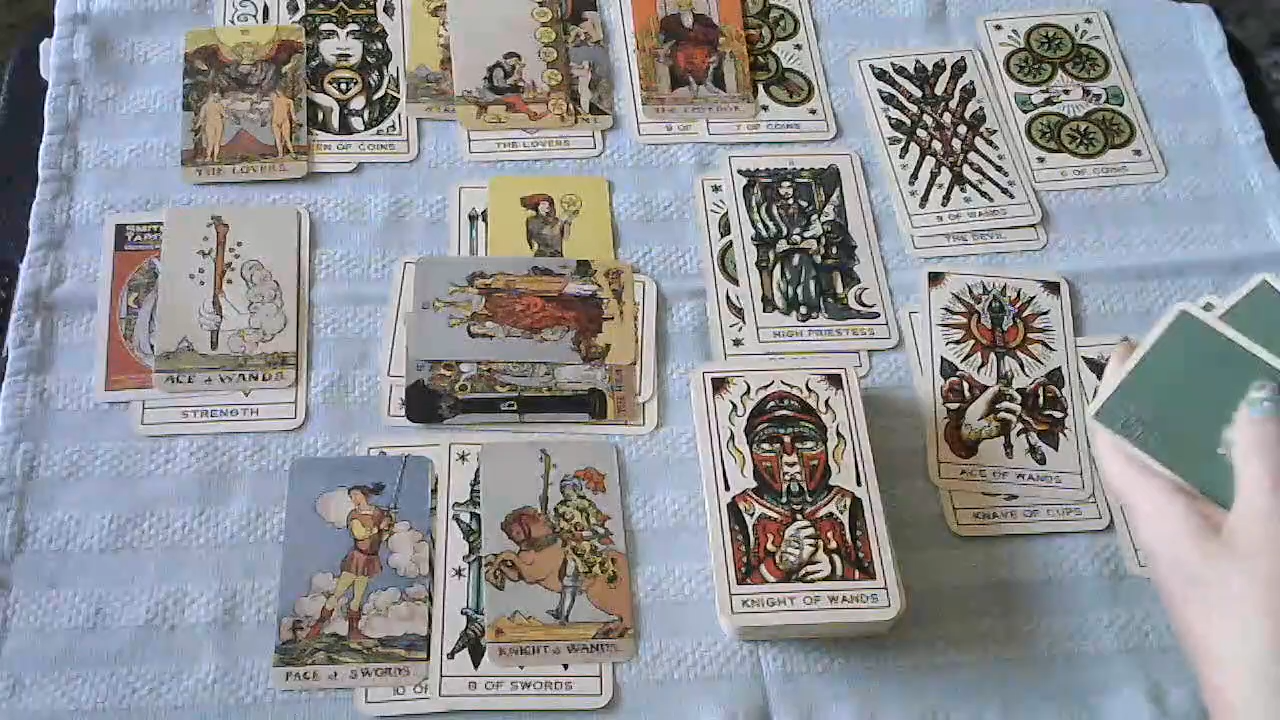 THE LOVERS
EN OF COINS
THE LOVERS
9 OF
7 OF COINS
6 OF COINS
9 OF WANDS
THE DEVIL
II
HIGH PRIESTESS
ACE of WANDS
STRENGTH
ACE OF WANDS
KNAVE OF CUPS
KNIGHT OF WANDS
PAGE of SWORDS
KNIGHT of WANDS
10 OF
8 OF SWORDS